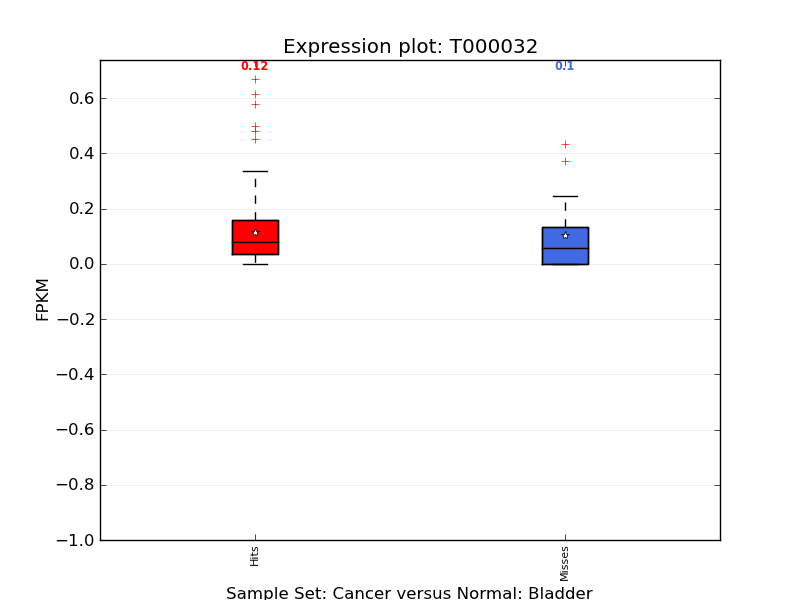 Expression plot: T000032
0.12
0.1
0.6
0.4
0.2
0.0
−0.2
−0.4
−0.6
−0.8
−1.0
FPKM
Hits
Misses
Sample Set: Cancer versus Normal: Bladder